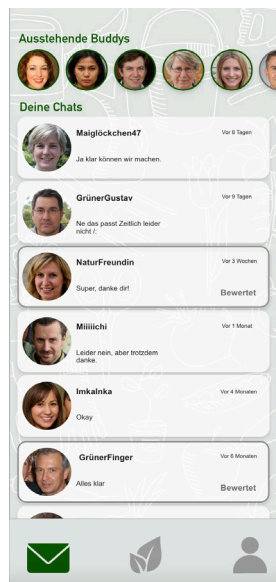 Ausstehende Buddys
Deine Chats
Maiglöckchen47
Vor 8 Tagen
Ja klar können wir machen.
GrünerGustav
Vor 9 Tagen
Ne das passt Zeitlich leider
nicht /:
NaturFreundin
Vor 3 Wochen
Super, danke dir!
Bewertet
Miiiiichi
Vor 1 Monat
Leider nein, aber trotzdem
danke.
Imkalnka
Vor 4 Monaten
Okay
GrünerFinger
Vor 6 Monaten
Alles klar
Bewertet